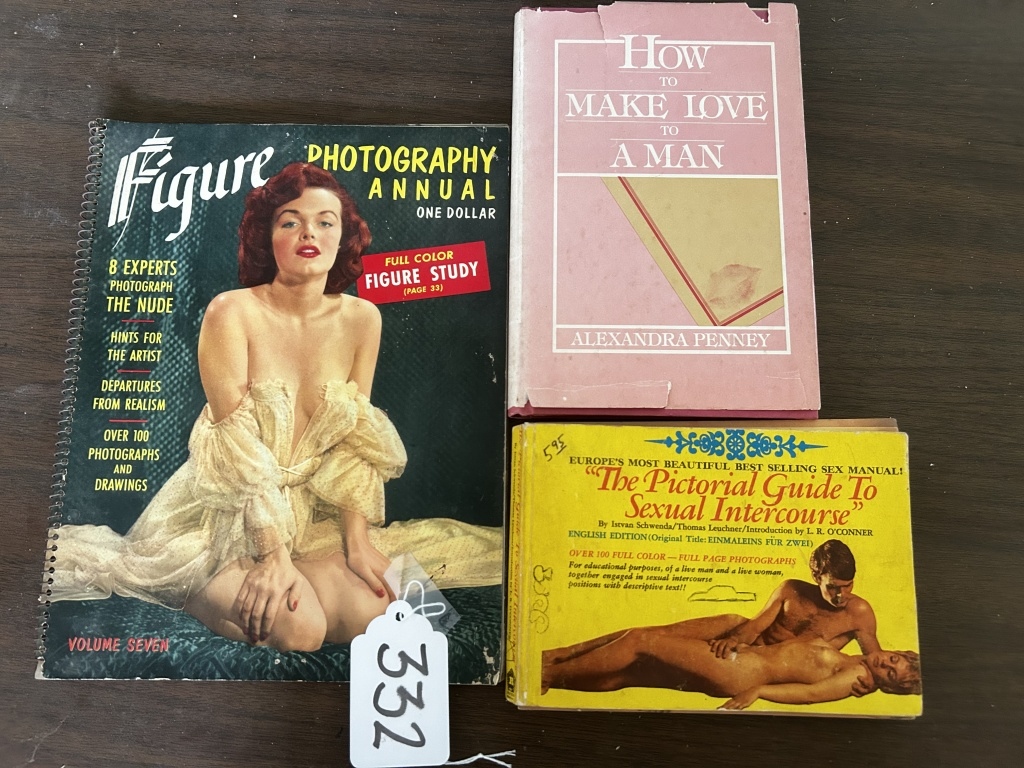 Figure
PHOTOGRAPHY
ANNUAL
ONE DOLLAR
FULL COLOR
FIGURE STUDY
(PAGE 33)
8 EXPERTS
PHOTOGRAPH
THE NUDE
HINTS FOR
THE ARTIST
DEPARTURES
FROM REALISM
OVER 100
PHOTOGRAPHS
AND
DRAWINGS
VOLUME SEVEN
332
HOW
TO
MAKE LOVE
TO
A MAN
ALEXANDRA PENNEY
595
EUROPE'S MOST BEAUTIFUL BEST SELLING SEX MANUAL!
"The Pictorial Guide To
Sexual Intercourse"
By Istvan Schwenda/Thomas Leuchner/Introduction by L. R. O'CONNER
ENGLISH EDITION (Original Title: EINMALEINS FÜR ZWEI)
OVER 100 FULL COLOR — FULL PAGE PHOTOGRAPHS
For educational purposes, of a live man and a live woman,
together engaged in sexual intercourse
positions with descriptive text!!